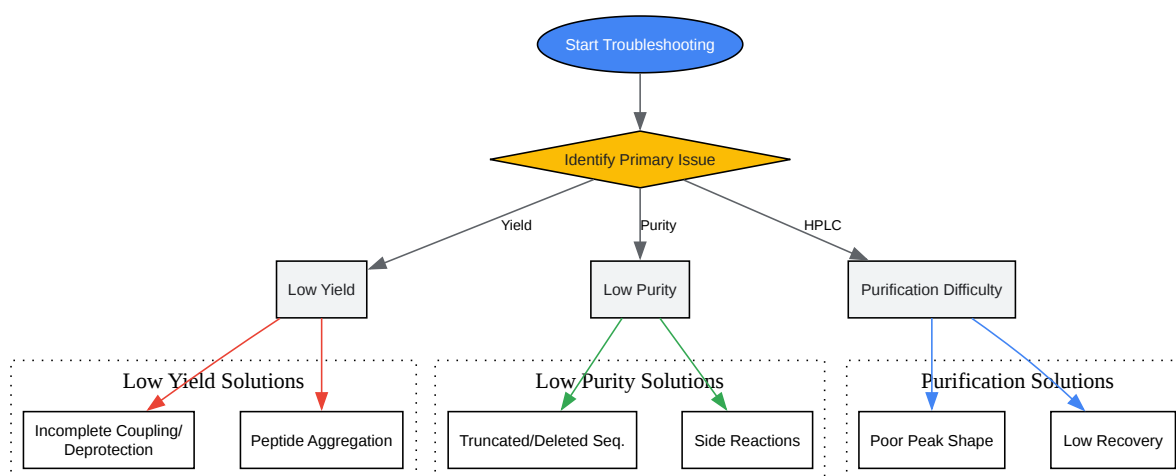 Start Troubleshooting
Identify Primary Issue
Yield
Purity
HPLC
Low Yield
Low Purity
Purification Difficulty
Low Yield Solutions
Low Purity Solutions
Purification Solutions
Incomplete Coupling/
Deprotection
Peptide Aggregation
Truncated/Deleted Seq.
Side Reactions
Poor Peak Shape
Low Recovery